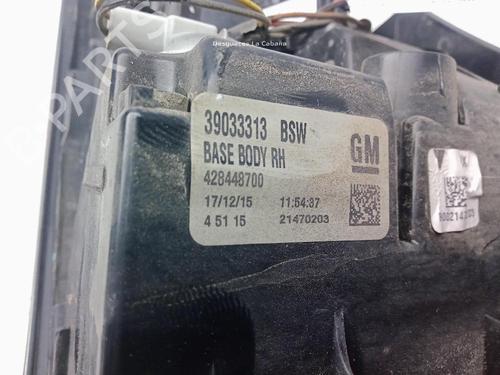 Desguaces La Cabaña
39033313 BSW
BASE BODY RH
GM
428448700
17/12/15 11:54:37
4 51 15 21470203